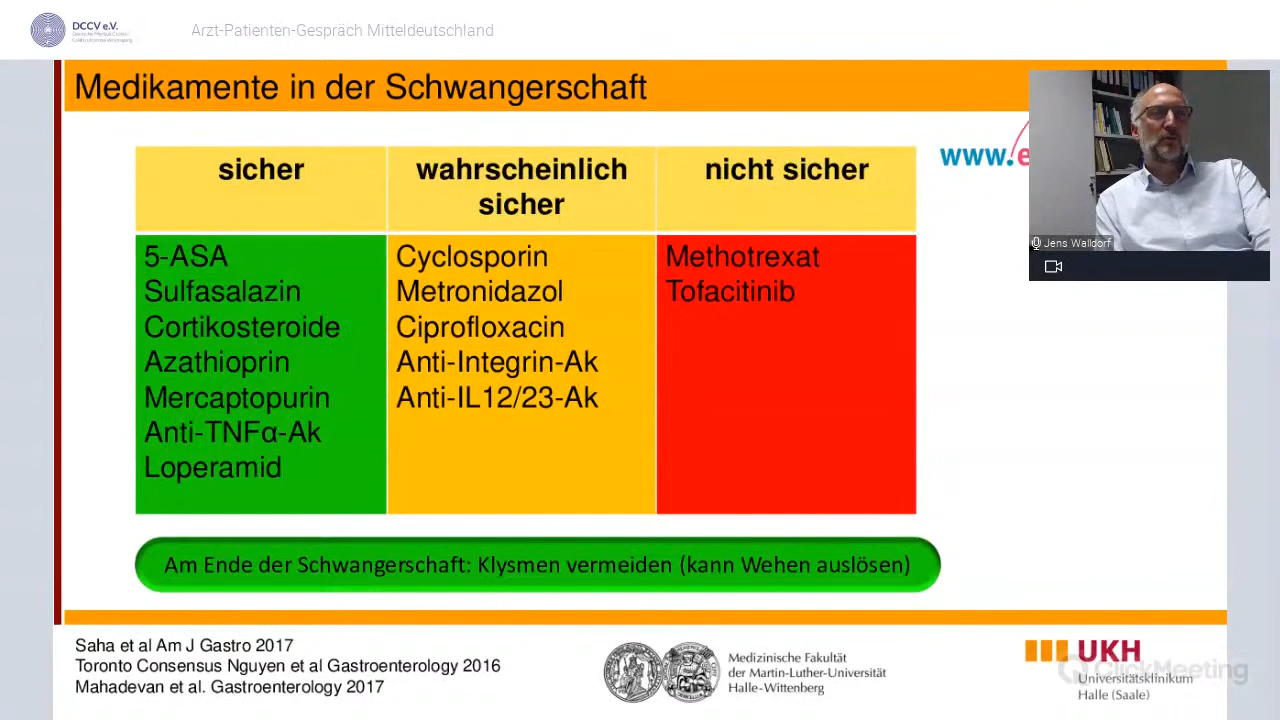 DCCV e.V.
Arzt-Patienten-Gespräch Mitteldeutschland
Medikamente in der Schwangerschaft
www.e
Jens Walldorf
sicher
wahrscheinlich
sicher
nicht sicher
5-ASA
Sulfasalazin
Cortikosteroide
Azathioprin
Mercaptopurin
Anti-TNFα-Ak
Loperamid
Cyclosporin
Metronidazol
Ciprofloxacin
Anti-Integrin-Ak
Anti-IL12/23-Ak
Methotrexat
Tofacitinib
Am Ende der Schwangerschaft: Klysmen vermeiden (kann Wehen auslösen)
Saha et al Am J Gastro 2017
Toronto Consensus Nguyen et al Gastroenterology 2016
Mahadevan et al. Gastroenterology 2017
Medizinische Fakultät
der Martin-Luther-Universität
Halle-Wittenberg
UKH
Universitätsklinikum
Halle (Saale)
ClickMeeting